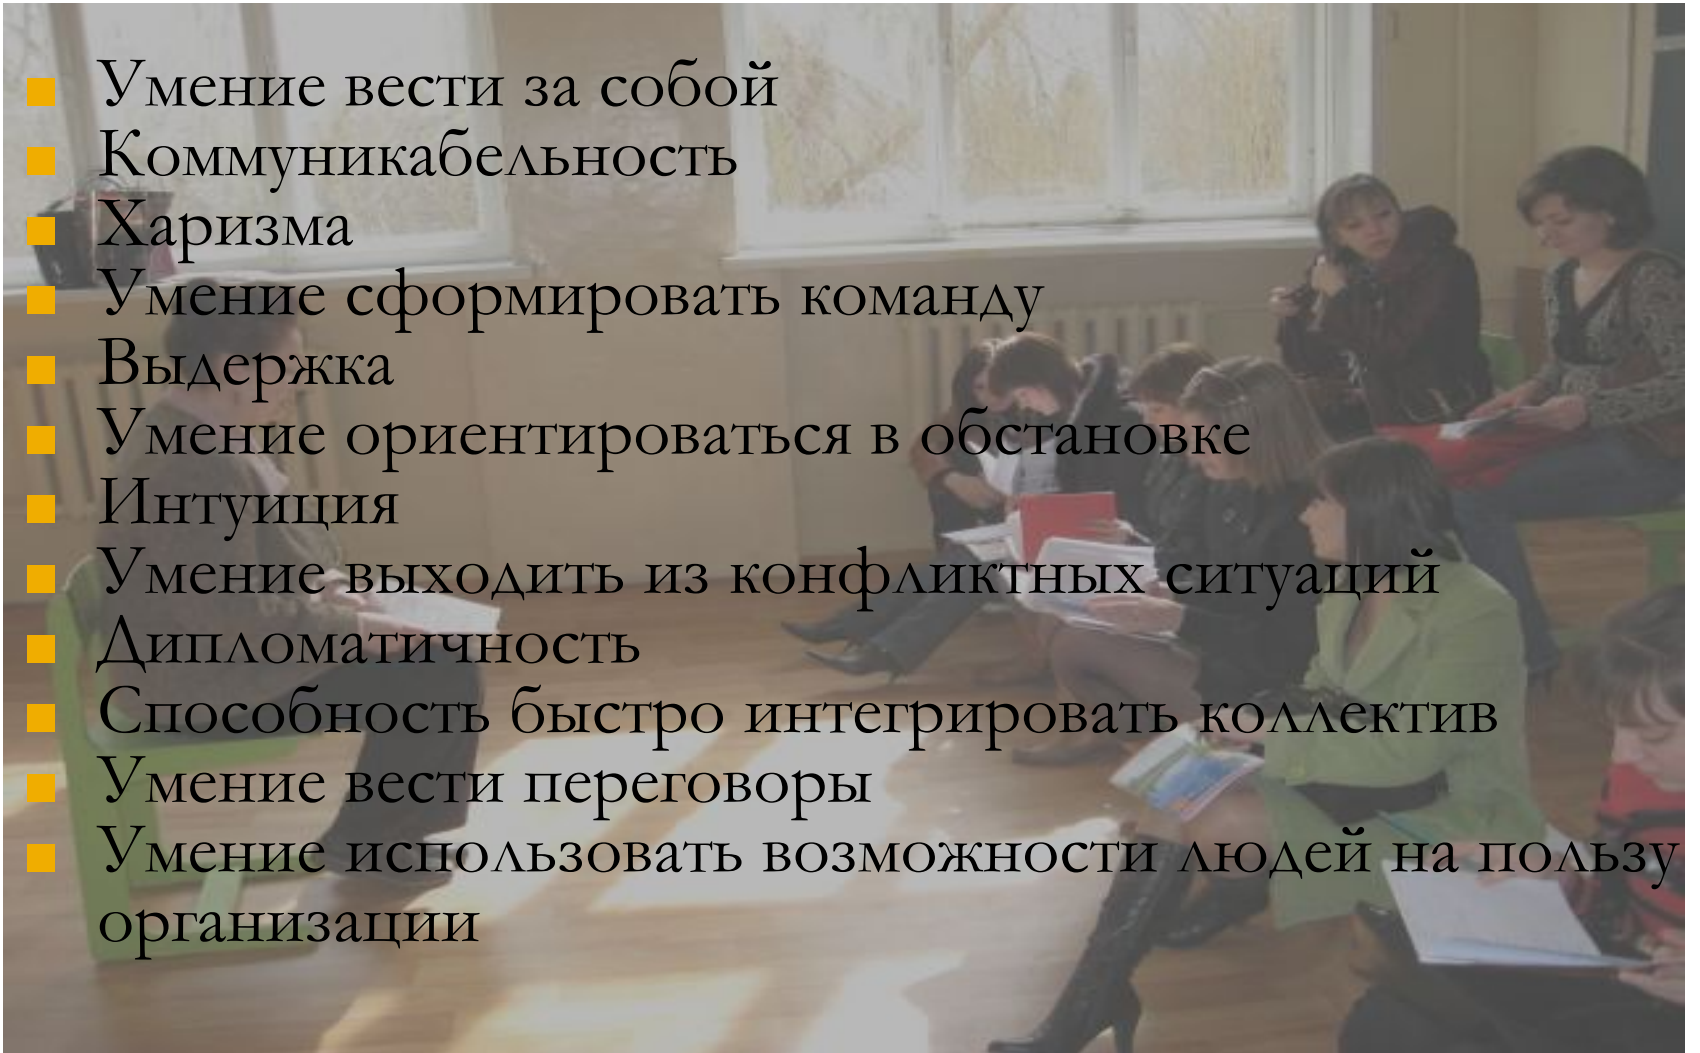 Умение вести за собой
Коммуникабельность
Харизма
Умение сформировать команду
Выдержка
Умение ориентироваться в обстановке
Интуиция
Умение выходить из конфликтных ситуаций
Дипломатичность
Способность быстро интегрировать коллектив
Умение вести переговоры
Умение использовать возможности людей на пользу
организации